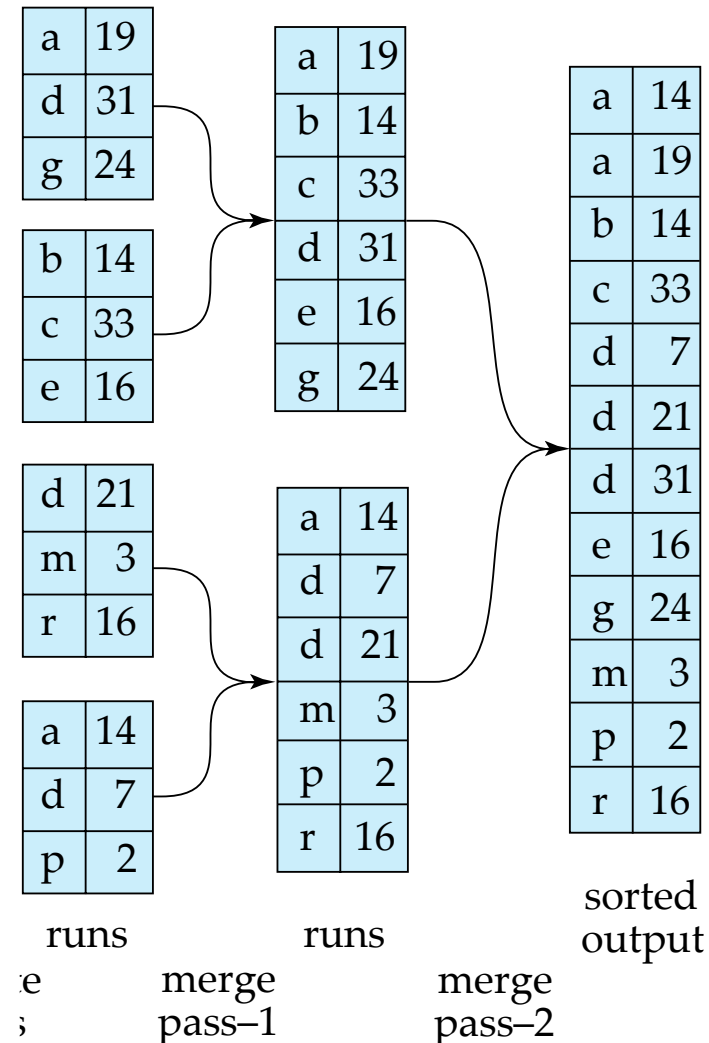 a 19
d 31
g 24
b 14
c 33
e 16
d 21
m 3
r 16
a 14
d 7
p 2
runs
a 19
b 14
c 33
d 31
e 16
g 24
a 14
d 7
d 21
m 3
p 2
r 16
runs
a 14
a 19
b 14
c 33
d 7
d 21
d 31
e 16
g 24
m 3
p 2
r 16
sorted
output
merge
pass–1
merge
pass–2